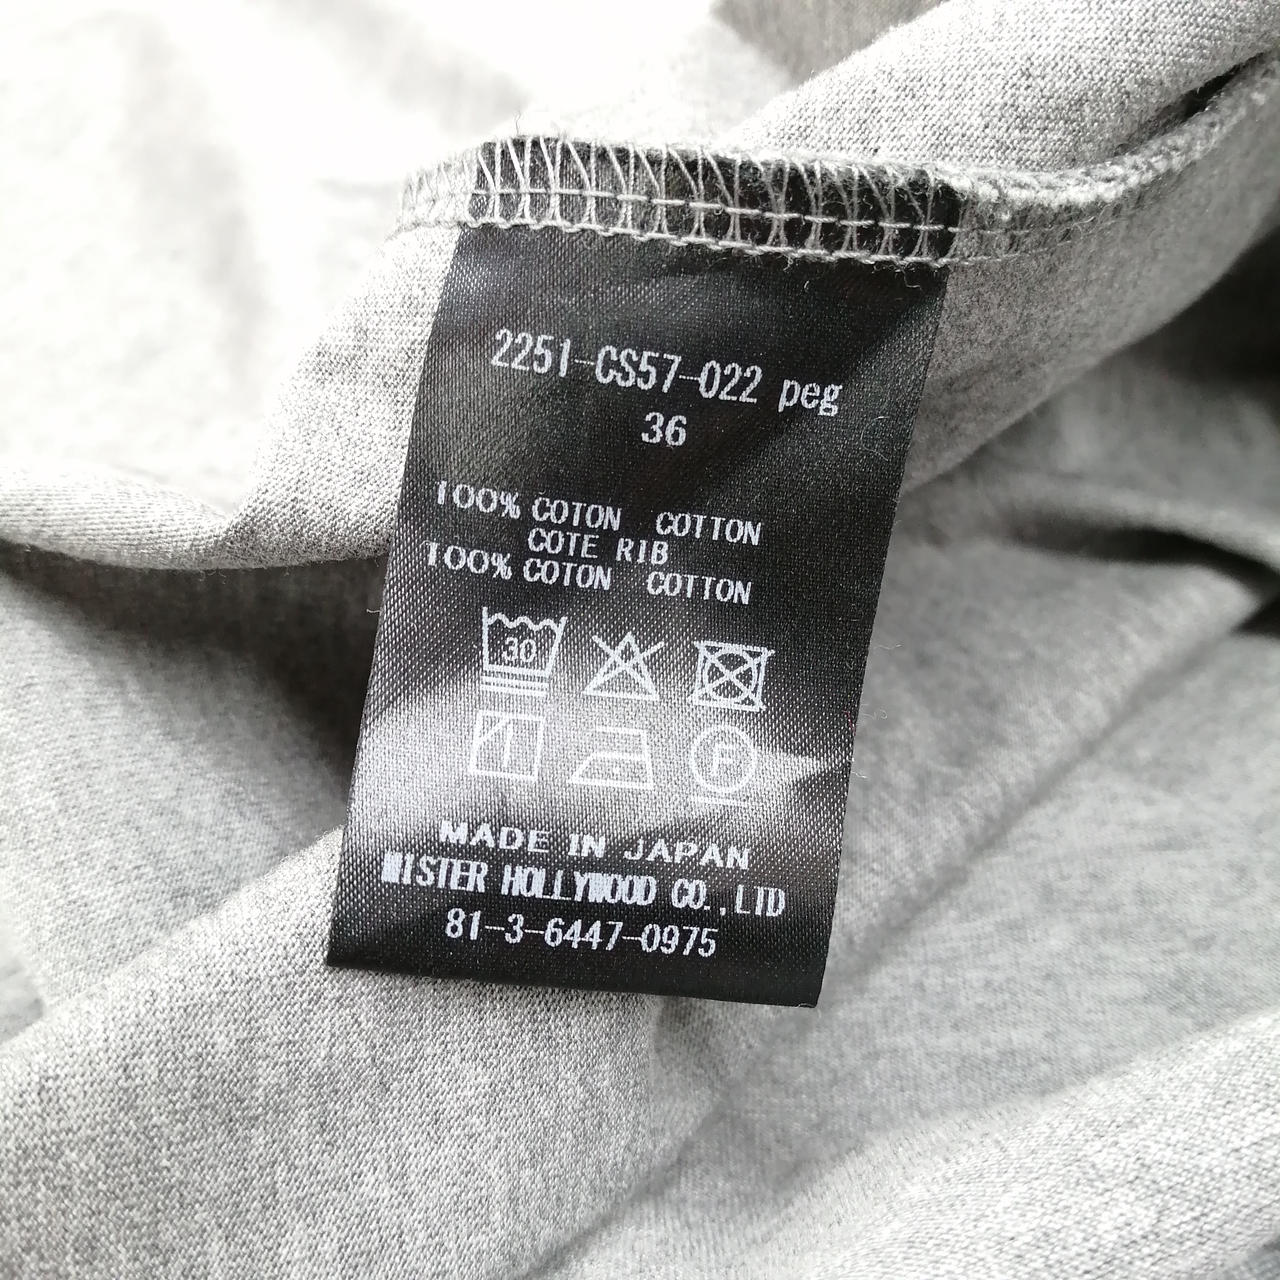 2251-CS57-022 peg
36
100% COTON COTTON
COTE RIB
100% COTON COTTON
30
F
MADE IN JAPAN
MISTER HOLLYWOOD CO.,LTD
81-3-6447-0975